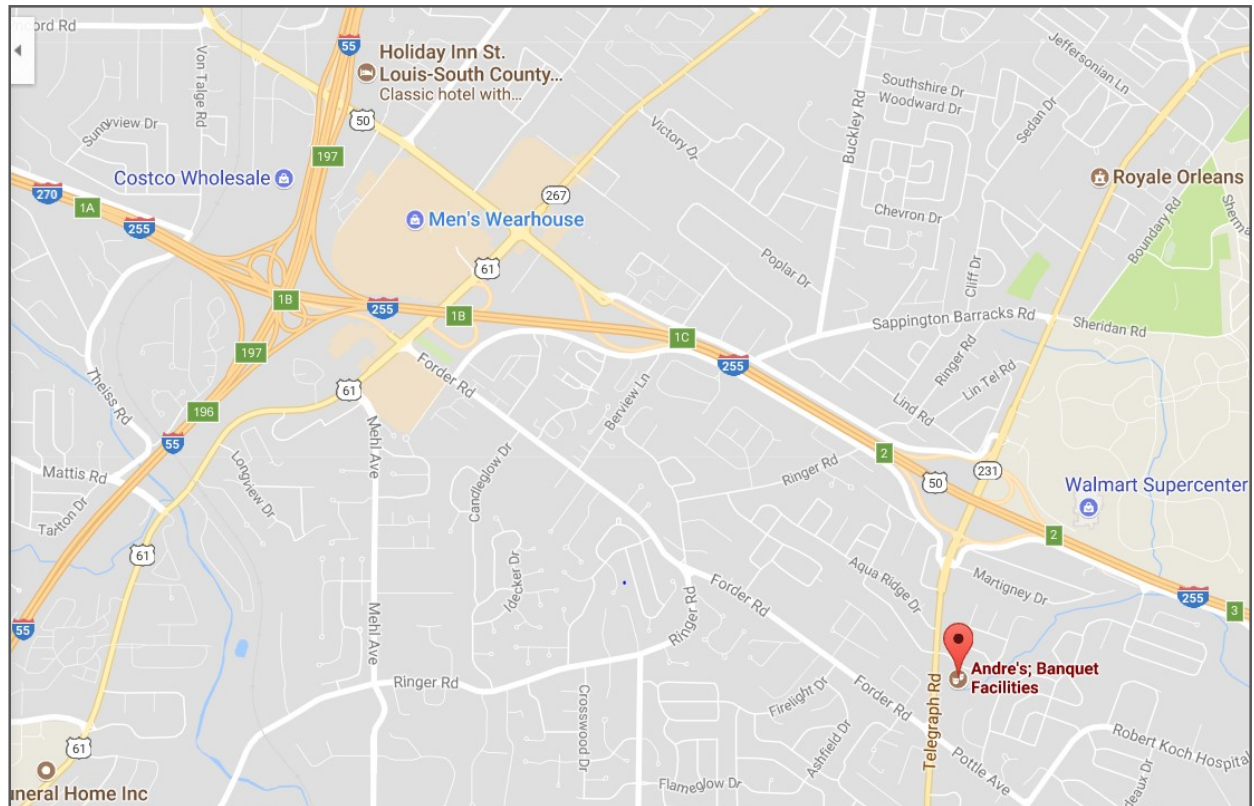 ncord Rd
Von Talge Rd
55
Holiday Inn St.
Louis-South County...
Classic hotel with...
50
Jeffersonian Ln
Southshire Dr
Woodward Dr
Sedan Dr
Buckley Rd
Victory Dr
197
Costco Wholesale
270
1A
255
Men's Wearhouse
267
Royale Orleans
Boundary Rd
Sherma
Chevron Dr
Cliff Dr
Poplar Dr
61
1B
255
1B
1C
255
Sappington Barracks Rd
Sheridan Rd
Ringer Rd
Lin Tel Rd
Lind Rd
197
Theiss Rd
196
55
61
Forder Rd
Berview Ln
Mehl Ave
Candleglow Dr
Longview Dr
Mattis Rd
Tarlton Dr
Ringer Rd
2
50
231
Walmart Supercenter
2
61
Idecker Dr
Forder Rd
Aqua Ridge Dr
Martigney Dr
255
3
55
Mehl Ave
Ringer Rd
Ringer Rd
Andre's; Banquet
Facilities
Telegraph Rd
Crosswood Dr
Firelight Dr
Forder Rd
Ashfield Dr
Pottle Ave
Robert Koch Hospital
leaux Dr
Flameglow Dr
61
uneral Home Inc